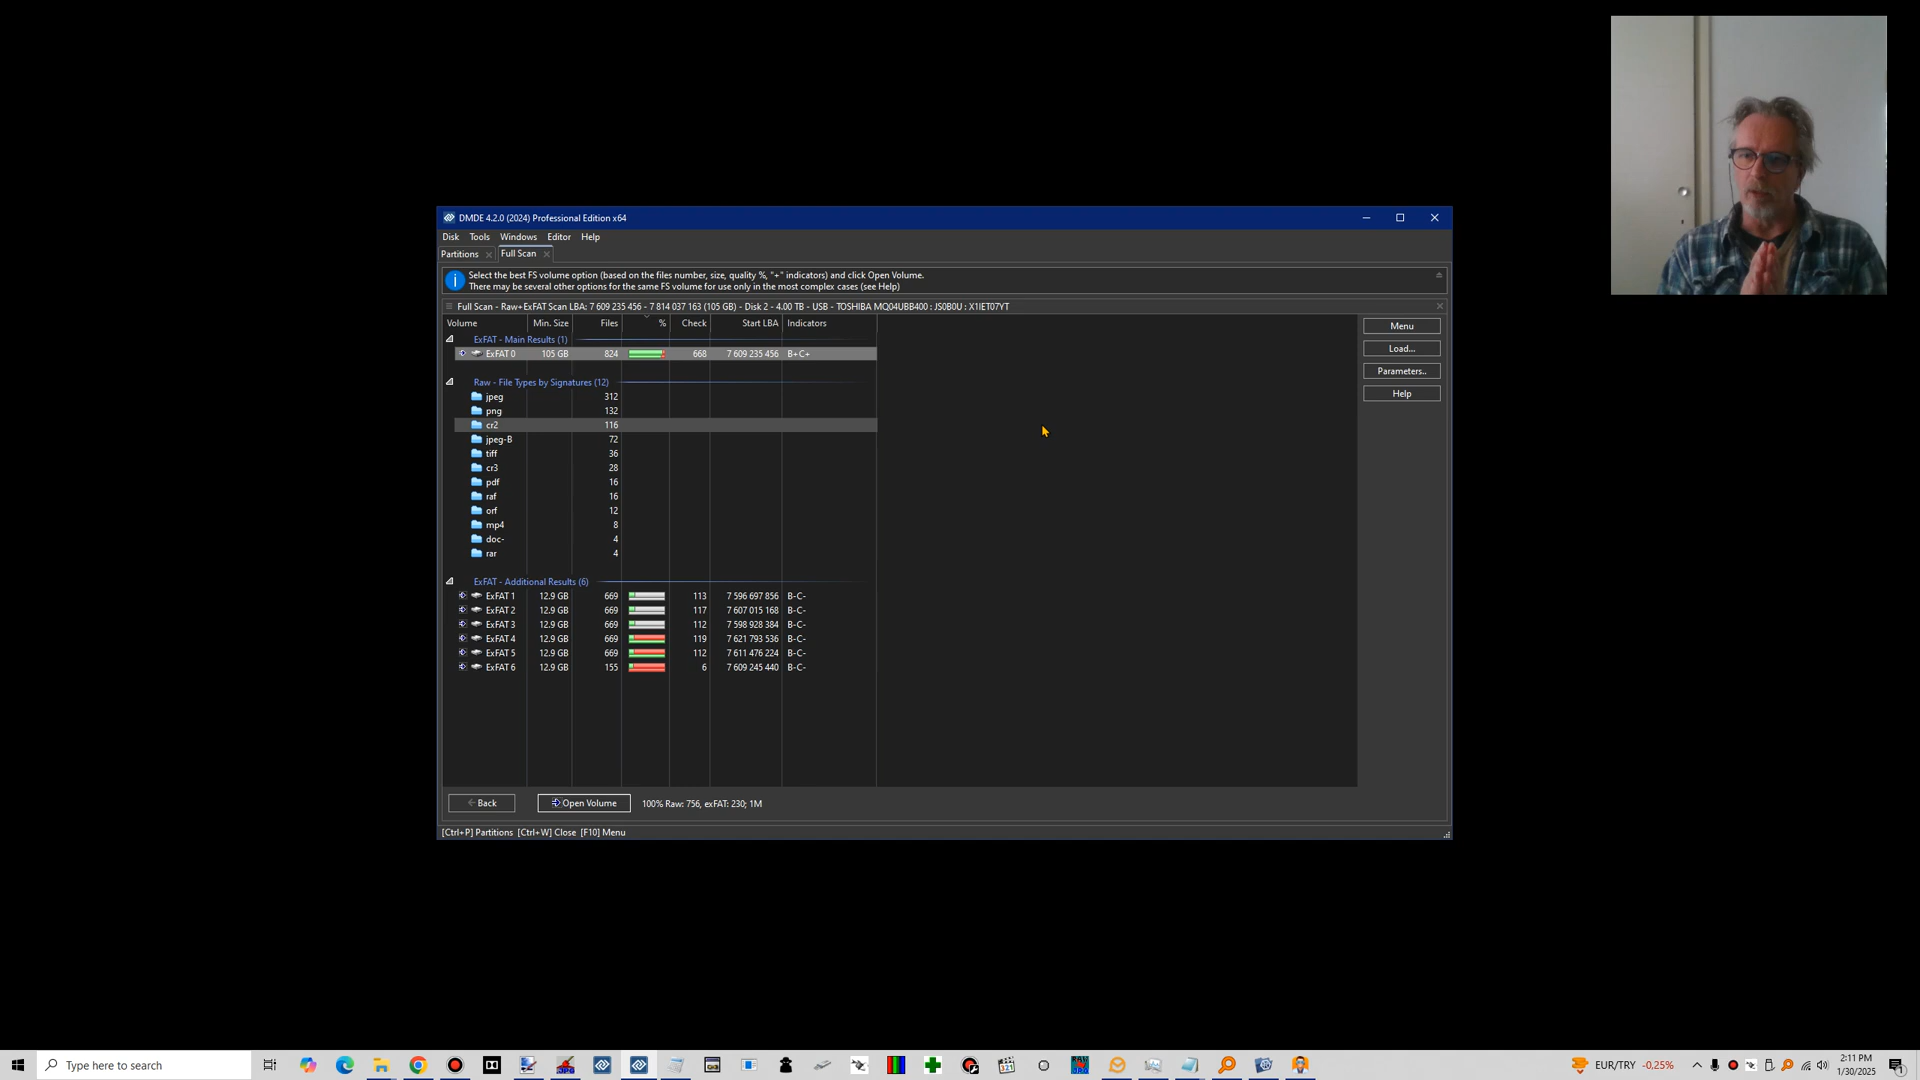 DMDE 4.2.0 (2024) Professional Edition x64
Disk Tools Windows Editor Help
Partitions Full Scan
Select the best FS volume option (based on the files number, size, quality %, "+" indicators) and click Open Volume.
There may be several other options for the same FS volume for use only in the most complex cases (see Help)
Full Scan - Raw+ExFAT Scan LBA: 7 609 235 456 - 7 814 037 163 (105 GB) - Disk 2 - 4.00 TB - USB - TOSHIBA MQ04UBB400 : JS0B0U : X1IET07YT
Volume Min. Size Files % Check Start LBA Indicators
Menu
ExFAT - Main Results (1)
Load...
ExFAT 0 105 GB 824 668 7 609 235 456 B+C+
Parameters..
Raw - File Types by Signatures (12)
Help
jpeg 312
png 132
cr2 116
jpeg-B 72
tiff 36
cr3 28
pdf 16
raf 16
orf 12
mp4 8
doc- 4
rar 4
ExFAT - Additional Results (6)
ExFAT 1 12.9 GB 669 113 7 596 697 856 B-C-
ExFAT 2 12.9 GB 669 117 7 607 015 168 B-C-
ExFAT 3 12.9 GB 669 112 7 598 928 384 B-C-
ExFAT 4 12.9 GB 669 119 7 621 793 536 B-C-
ExFAT 5 12.9 GB 669 112 7 611 476 224 B-C-
ExFAT 6 12.9 GB 155 6 7 609 245 440 B-C-
Back Open Volume 100% Raw: 756, exFAT: 230; 1M
[Ctrl+P] Partitions [Ctrl+W] Close [F10] Menu
Type here to search
321
EUR/TRY -0,25%
2:11 PM
1/30/2025